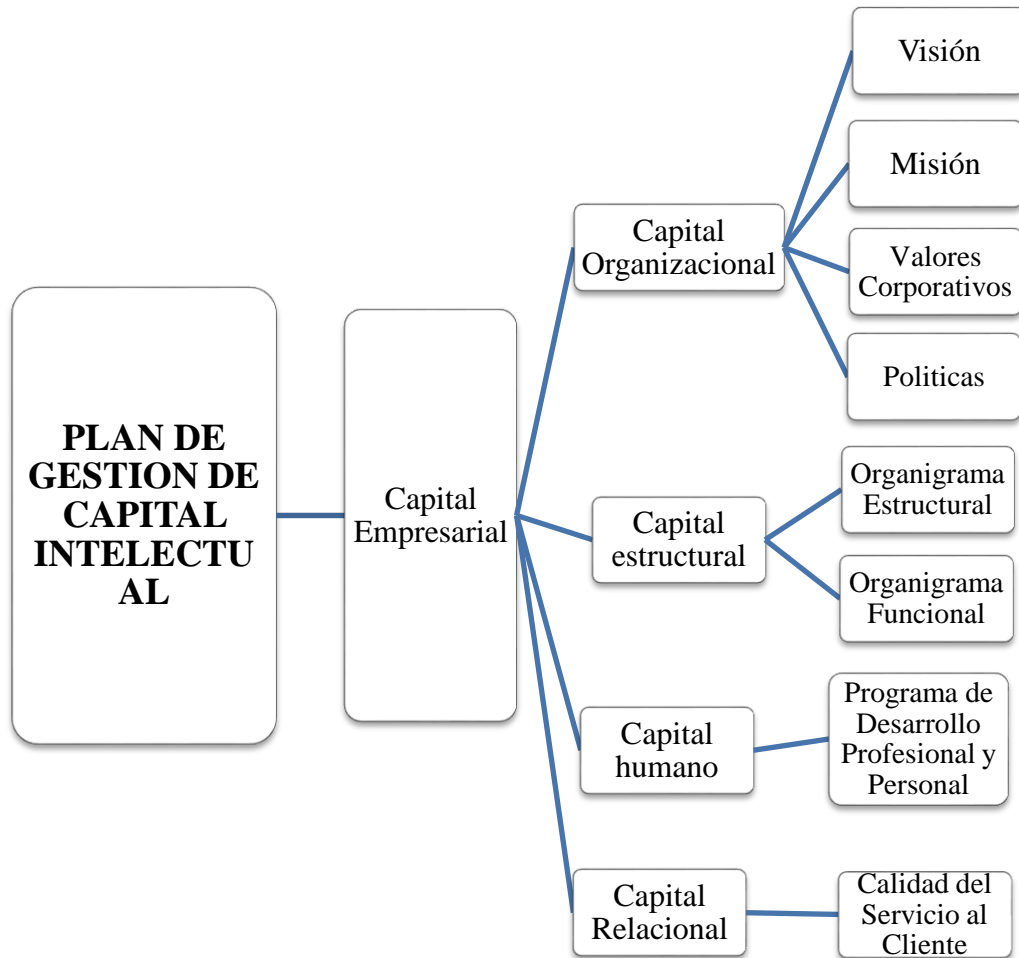 PLAN DE
GESTION DE
CAPITAL
INTELECTU
AL
Capital
Empresarial
Capital
Organizacional
Visión
Misión
Valores
Corporativos
Politicas
Capital
estructural
Organigrama
Estructural
Organigrama
Funcional
Capital
humano
Programa de
Desarrollo
Profesional y
Personal
Capital
Relacional
Calidad del
Servicio al
Cliente